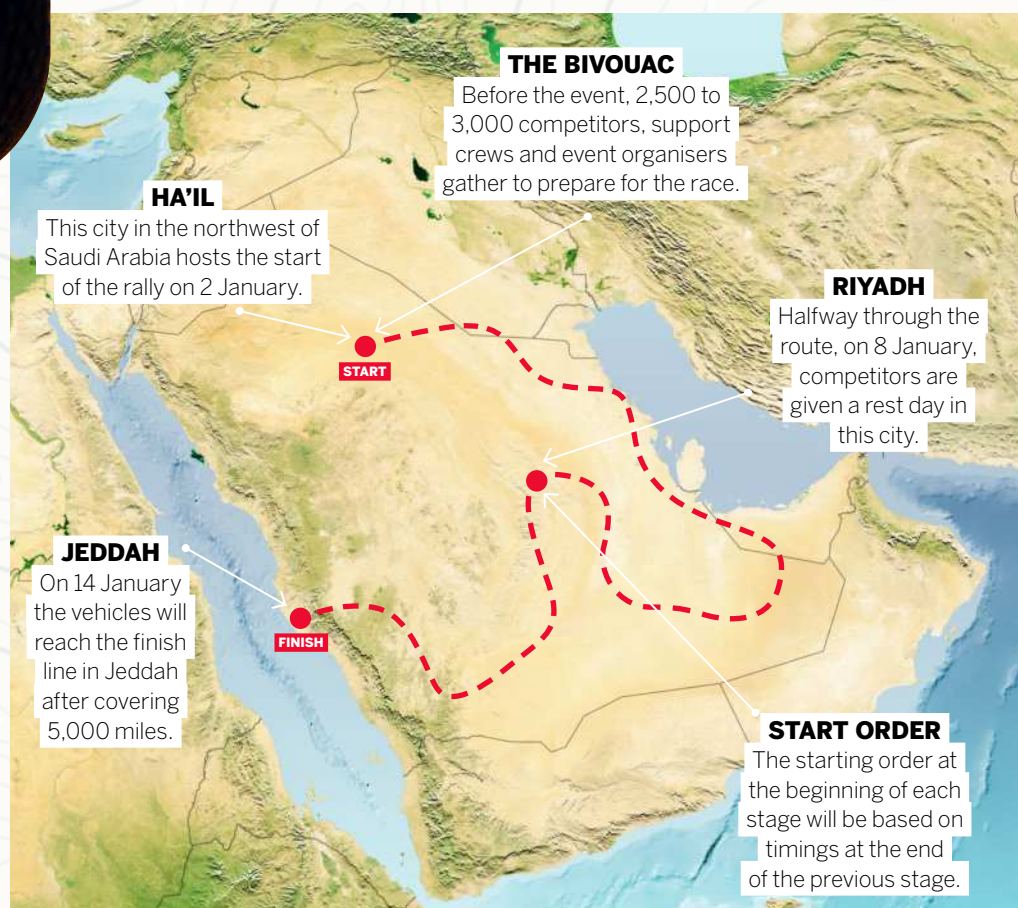 THE BIVOUAC
Before the event, 2,500 to
3,000 competitors, support
crews and event organisers
gather to prepare for the race.
HA'IL
This city in the northwest of
Saudi Arabia hosts the start
of the rally on 2 January.
RIYADH
Halfway through the
route, on 8 January,
competitors are
given a rest day in
this city.
START
JEDDAH
On 14 January
the vehicles will
reach the finish
line in Jeddah
after covering
5,000 miles.
FINISH
START ORDER
The starting order at
the beginning of each
stage will be based on
timings at the end
of the previous stage.